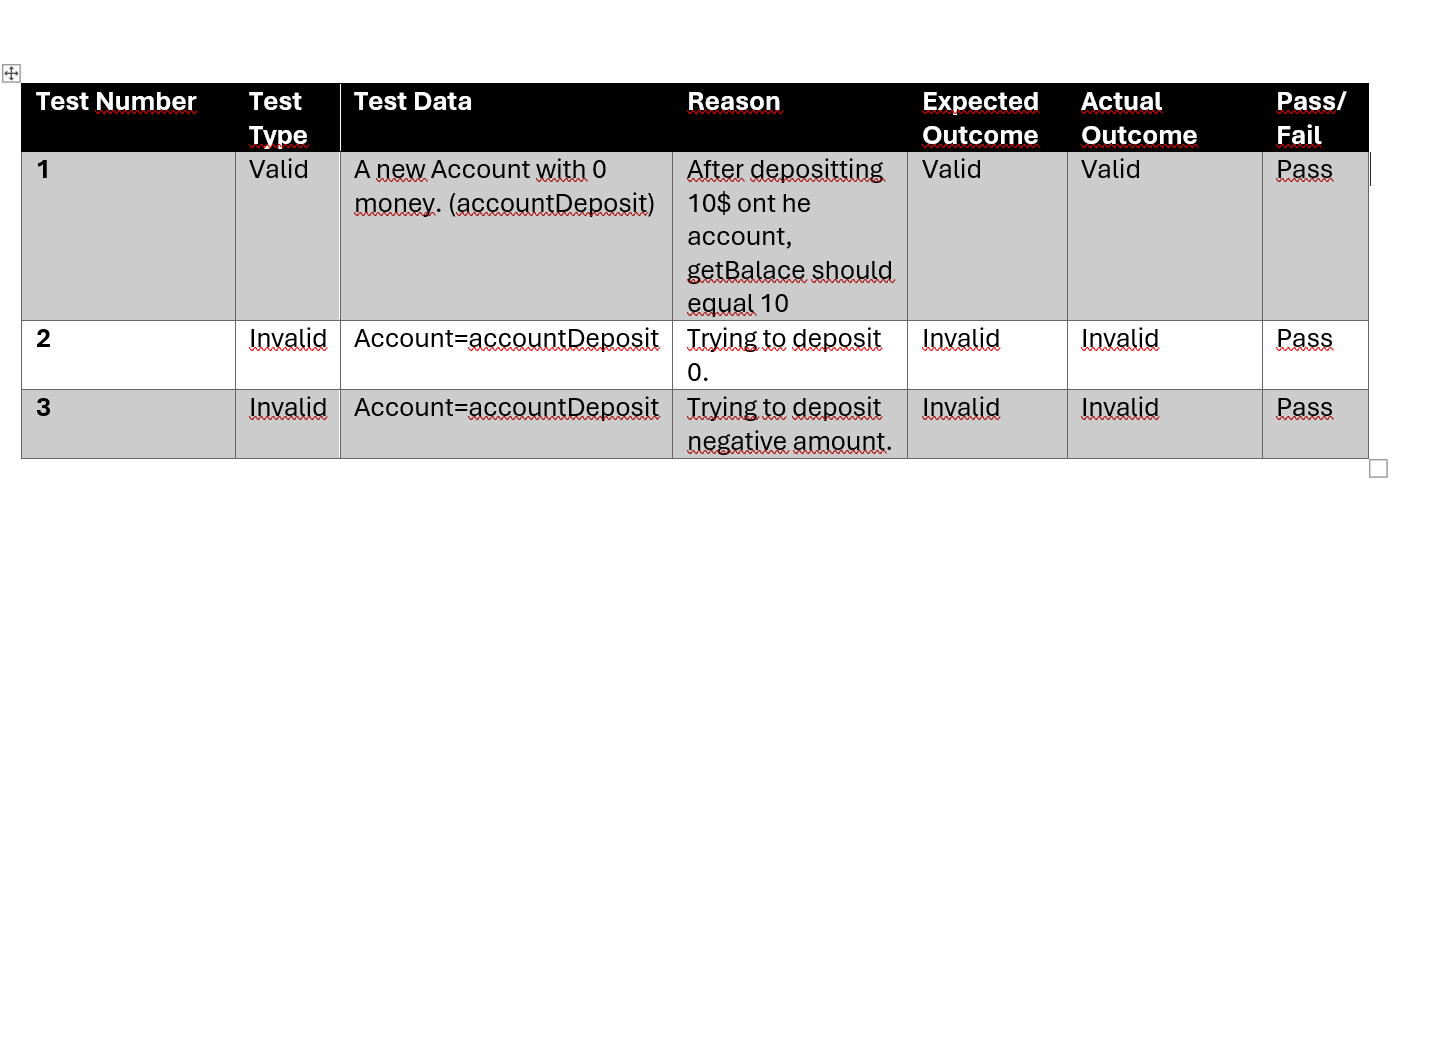 Test Number Test Type Test Data Reason Expected Outcome Actual Outcome Pass/ Fail
1 Valid A new Account with 0 money. (accountDeposit) After depositting 10$ ont he account, getBalace should equal 10 Valid Valid Pass
2 Invalid Account=accountDeposit Trying to deposit 0. Invalid Invalid Pass
3 Invalid Account=accountDeposit Trying to deposit negative amount. Invalid Invalid Pass